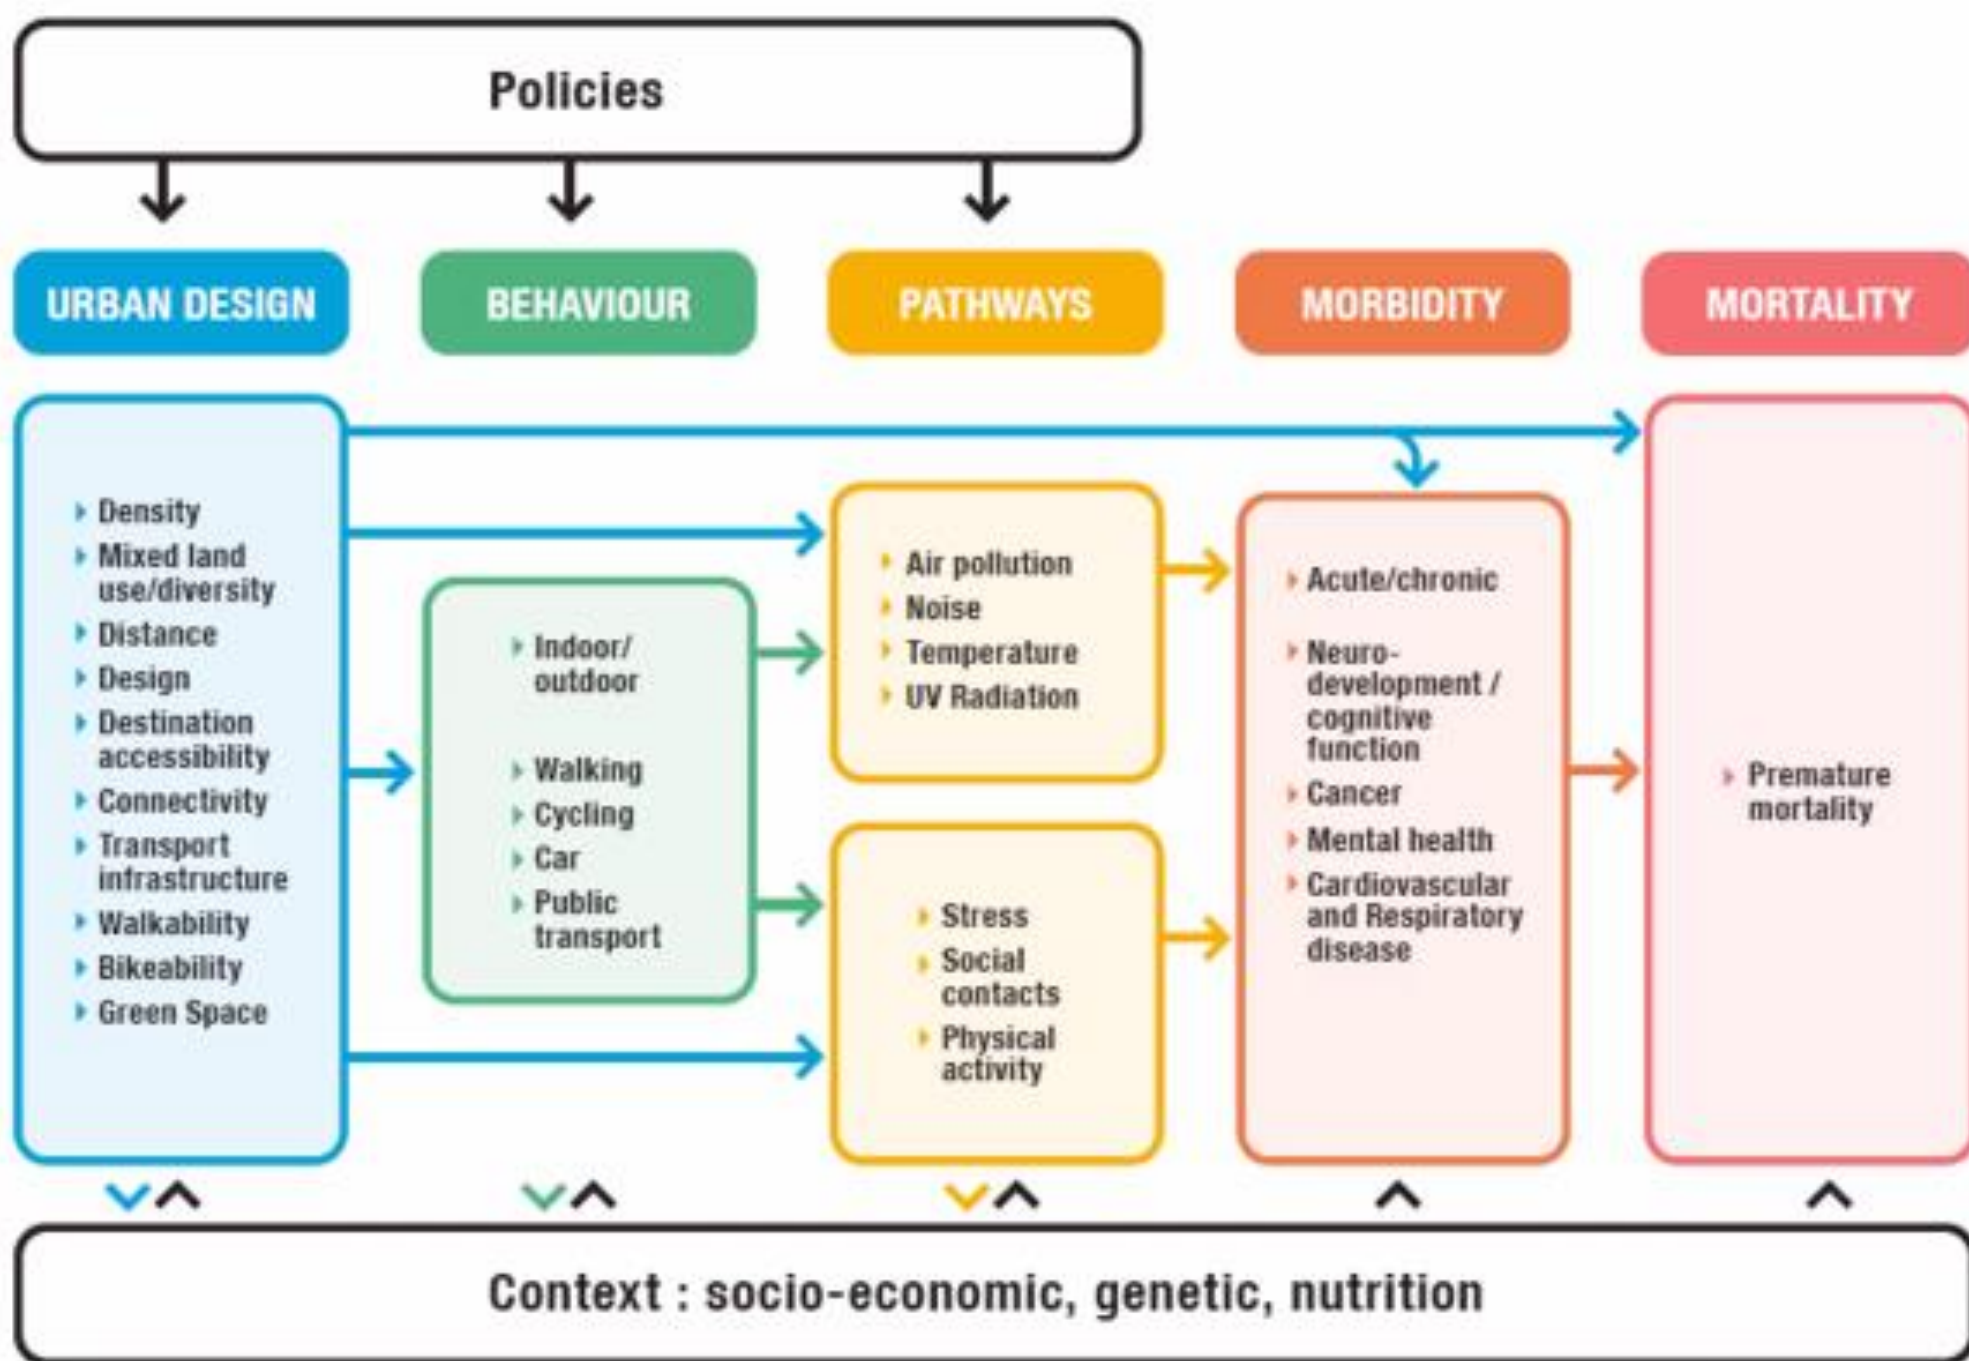 Policies
URBAN DESIGN
BEHAVIOUR
PATHWAYS
MORBIDITY
MORTALITY
Density
Mixed land
use/diversity
Distance
Design
Destination
accessibility
Connectivity
Transport
infrastructure
Walkability
Bikeability
Green Space
Indoor/
outdoor
Walking
Cycling
Car
Public
transport
Air pollution
Noise
Temperature
UV Radiation
Stress
Social
contacts
Physical
activity
Acute/chronic
Neuro-
development /
cognitive
function
Cancer
Mental health
Cardiovascular
and Respiratory
disease
Premature
mortality
Context : socio-economic, genetic, nutrition